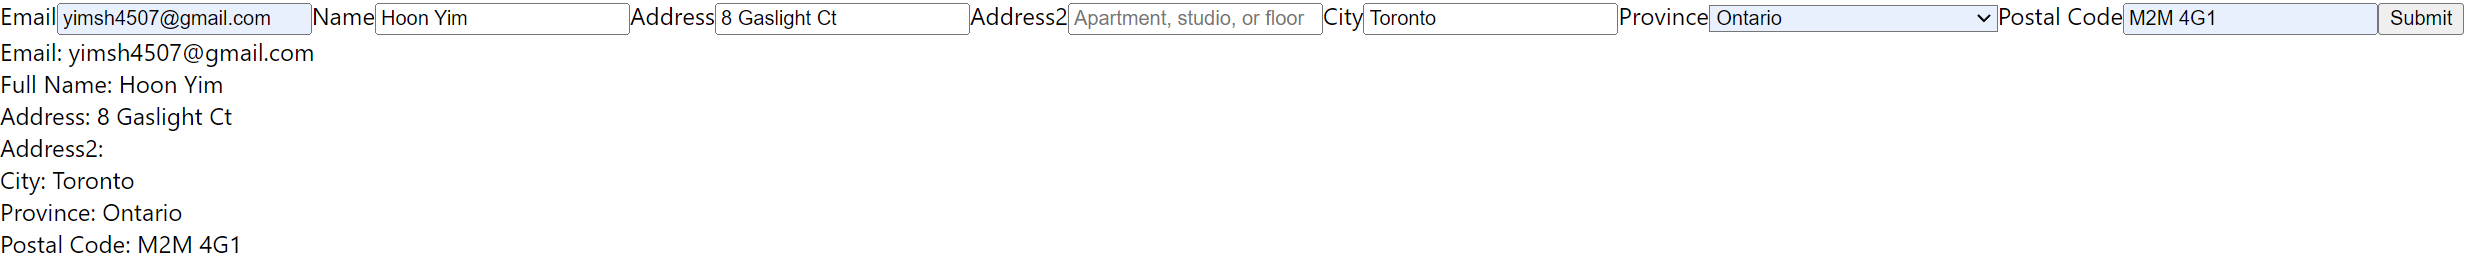 Email yimsh4507@gmail.com Name Hoon Yim Address 8 Gaslight Ct Address2 Apartment, studio, or floor City Toronto Province Ontario Postal Code M2M 4G1 Submit
Email: yimsh4507@gmail.com
Full Name: Hoon Yim
Address: 8 Gaslight Ct
Address2:
City: Toronto
Province: Ontario
Postal Code: M2M 4G1